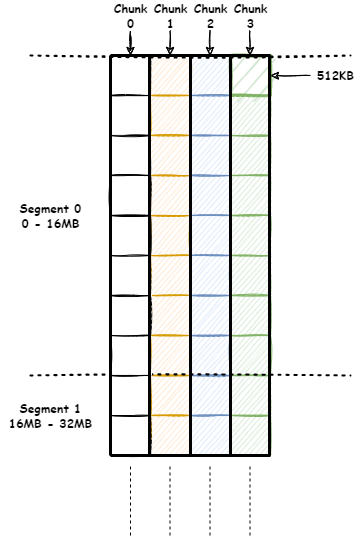 Chunk Chunk Chunk Chunk
0 1 2 3
512KB
Segment 0
0 - 16MB
Segment 1
16MB - 32MB